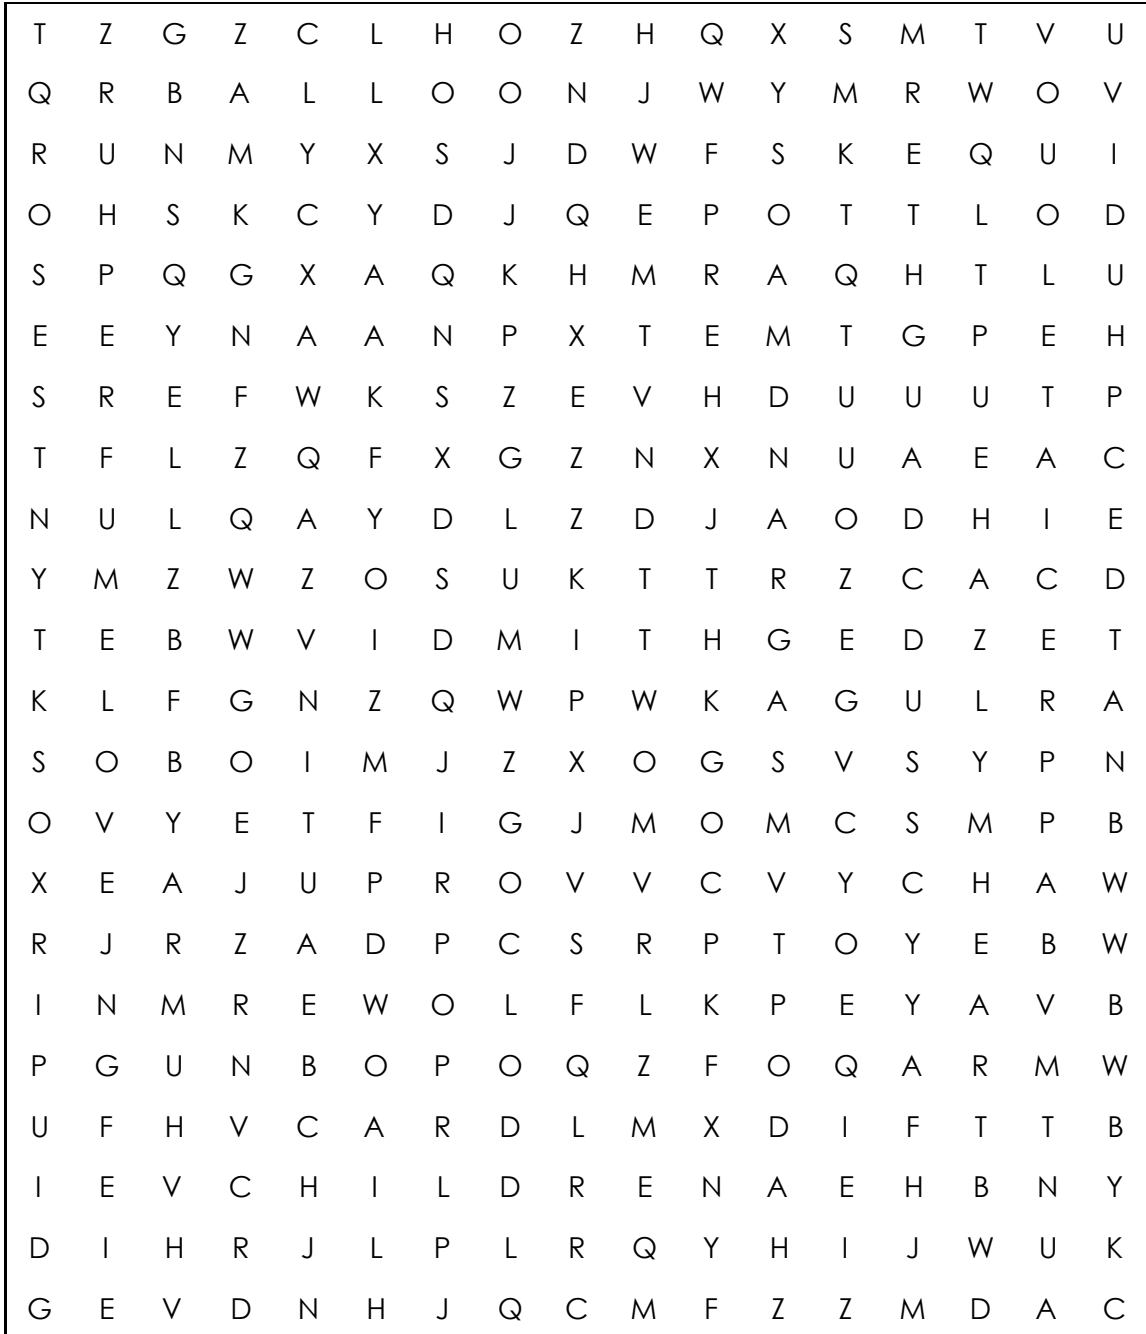 T Z G Z C L H O Z H Q X S M T V U
Q R B A L L O O N J W Y M R W O V
R U N M Y X S J D W F S K E Q U I
O H S K C Y D J Q E P O T T L O D
S P Q G X A Q K H M R A Q H T L U
E E Y N A A N P X T E M T G P E H
S R E F W K S Z E V H D U U U T P
T F L Z Q F X G Z N X N U A E A C
N U L Q A Y D L Z D J A O D H I E
Y M Z W Z O S U K T T R Z C A C D
T E B W V I D M I T H G E D Z E T
K L F G N Z Q W P W K A G U L R A
S O B O I M J Z X O G S V S Y P N
O V Y E T F I G J M O M C S M P B
X E A J U P R O V V C V Y C H A W
R J R Z A D P C S R P T O Y E B W
I N M R E W O L F L K P E Y A V B
P G U N B O P O Q Z F O Q A R M W
U F H V C A R D L M X D I F T T B
I E V C H I L D R E N A E H B N Y
D I H R J L P L R Q Y H I J W U K
G E V D N H J Q C M F Z Z M D A C